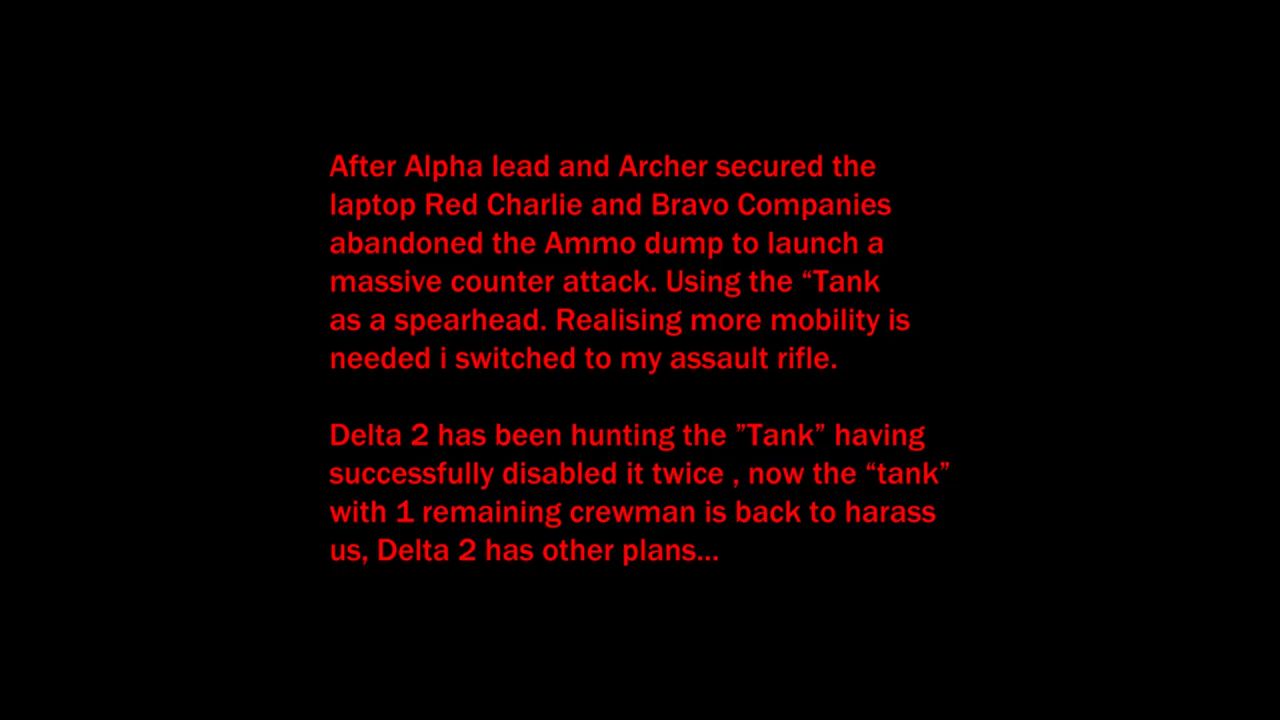 After Alpha lead and Archer secured the
laptop Red Charlie and Bravo Companies
abandoned the Ammo dump to launch a
massive counter attack. Using the “Tank
as a spearhead. Realising more mobility is
needed i switched to my assault rifle.
Delta 2 has been hunting the ”Tank” having
successfully disabled it twice , now the “tank”
with 1 remaining crewman is back to harass
us, Delta 2 has other plans...